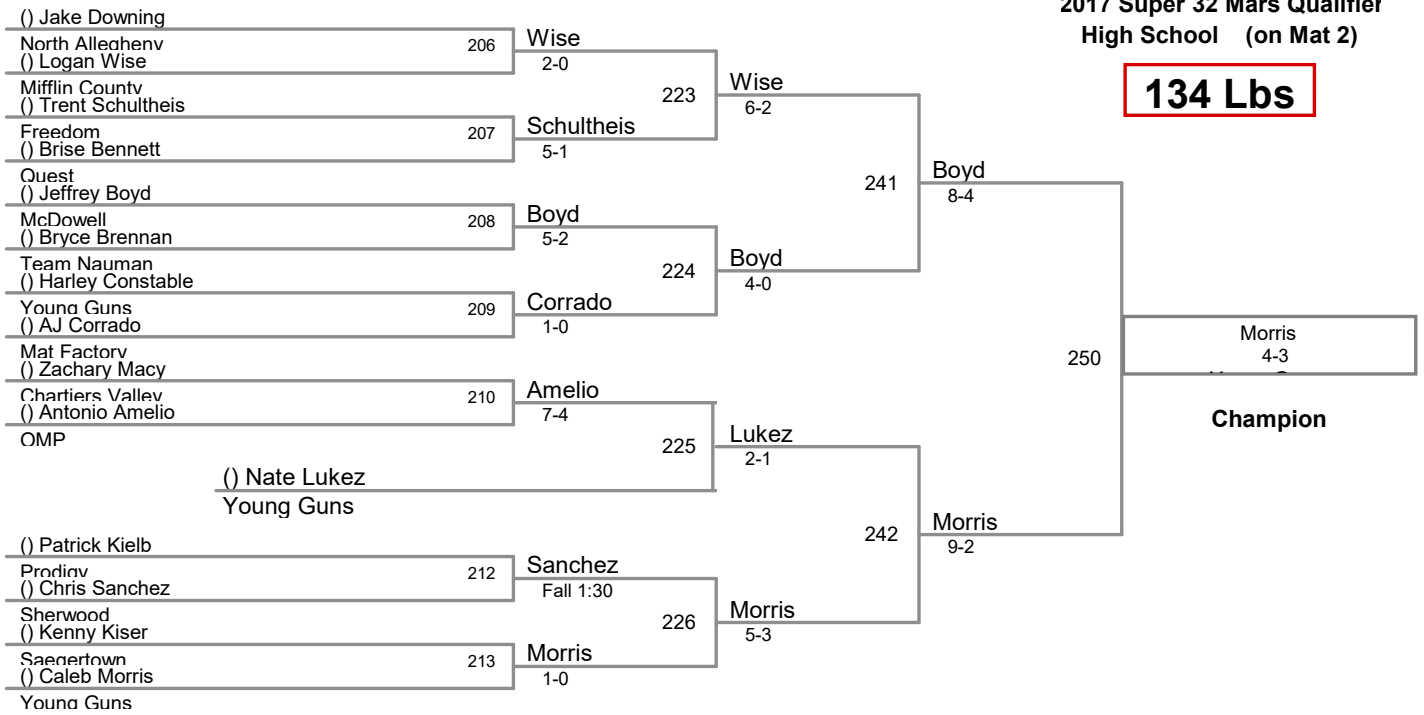 2017 Super 32 Mars Qualifier
High School (on Mat 2)
134 Lbs
() Jake Downing
North Allegheny
() Logan Wise
Mifflin County
() Trent Schultheis
Freedom
() Brise Bennett
Quest
() Jeffrey Boyd
McDowell
() Bryce Brennan
Team Nauman
() Harley Constable
Young Guns
() AJ Corrado
Mat Factory
() Zachary Macy
Chartiers Valley
() Antonio Amelio
OMP
() Nate Lukez
Young Guns
() Patrick Kielb
Prodigy
() Chris Sanchez
Sherwood
() Kenny Kiser
Saegertown
() Caleb Morris
Young Guns
206
207
208
209
210
212
213
Wise
2-0
Schultheis
5-1
Boyd
5-2
Corrado
1-0
Amelio
7-4
Sanchez
Fall 1:30
Morris
1-0
223
224
225
226
Wise
6-2
Boyd
4-0
Lukez
2-1
Morris
5-3
241
242
Boyd
8-4
Morris
9-2
250
Morris
4-3
Champion